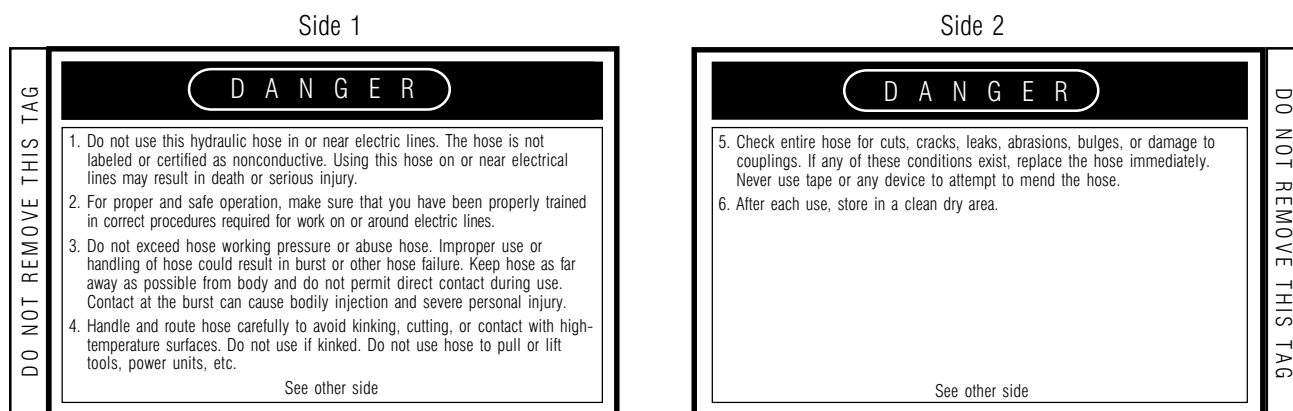 Side 1
DO NOT REMOVE THIS TAG
D A N G E R
1. Do not use this hydraulic hose in or near electric lines. The hose is not
labeled or certified as nonconductive. Using this hose on or near electrical
lines may result in death or serious injury.
2. For proper and safe operation, make sure that you have been properly trained
in correct procedures required for work on or around electric lines.
3. Do not exceed hose working pressure or abuse hose. Improper use or
handling of hose could result in burst or other hose failure. Keep hose as far
away as possible from body and do not permit direct contact during use.
Contact at the burst can cause bodily injection and severe personal injury.
4. Handle and route hose carefully to avoid kinking, cutting, or contact with high-
temperature surfaces. Do not use if kinked. Do not use hose to pull or lift
tools, power units, etc.
See other side
Side 2
D A N G E R
5. Check entire hose for cuts, cracks, leaks, abrasions, bulges, or damage to
couplings. If any of these conditions exist, replace the hose immediately.
Never use tape or any device to attempt to mend the hose.
6. After each use, store in a clean dry area.
See other side
DO NOT REMOVE THIS TAG